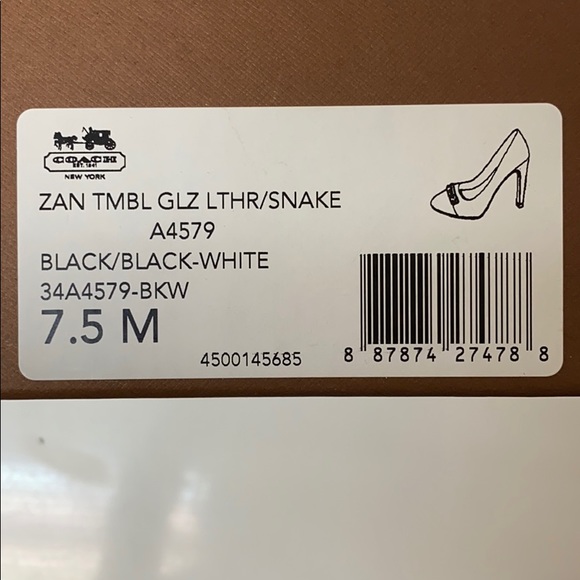 COACH
EST. 1941
NEW YORK
ZAN TMBL GLZ LTHR/SNAKE
A4579
BLACK/BLACK-WHITE
34A4579-BKW
7.5 M
4500145685
8 87874 27478 8